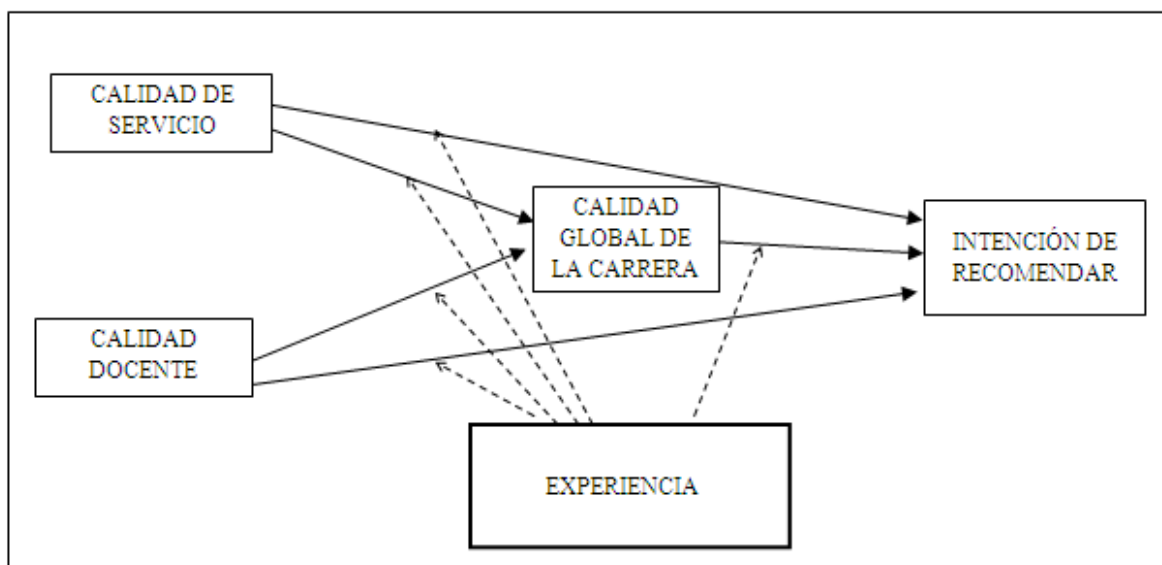 CALIDAD DE
SERVICIO
CALIDAD
GLOBAL DE
LA CARRERA
INTENCIÓN DE
RECOMENDAR
CALIDAD
DOCENTE
EXPERIENCIA